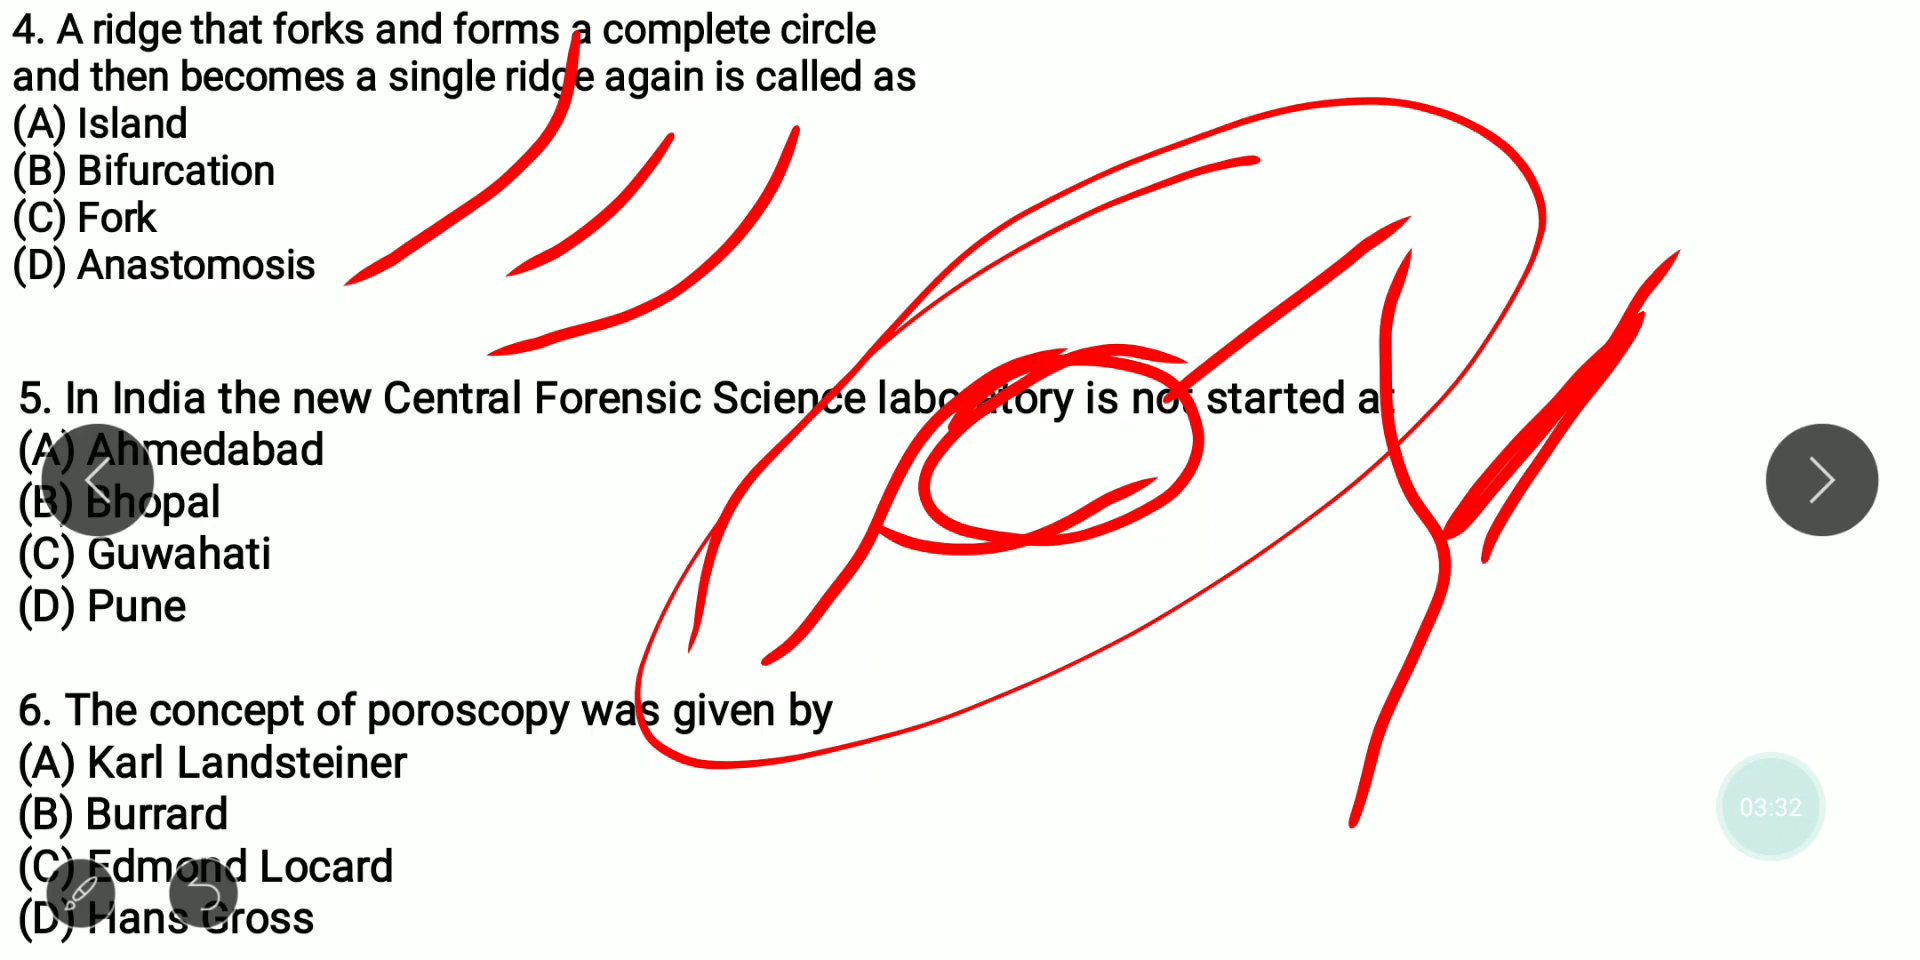 4. A ridge that forks and forms a complete circle
and then becomes a single ridge again is called as
(A) Island
(B) Bifurcation
(C) Fork
(D) Anastomosis
5. In India the new Central Forensic Science laboratory is not started at
(A) Ahmedabad
(B) Bhopal
(C) Guwahati
(D) Pune
6. The concept of poroscopy was given by
(A) Karl Landsteiner
(B) Burrard
(C) Edmond Locard
(D) Hans Gross
03:32